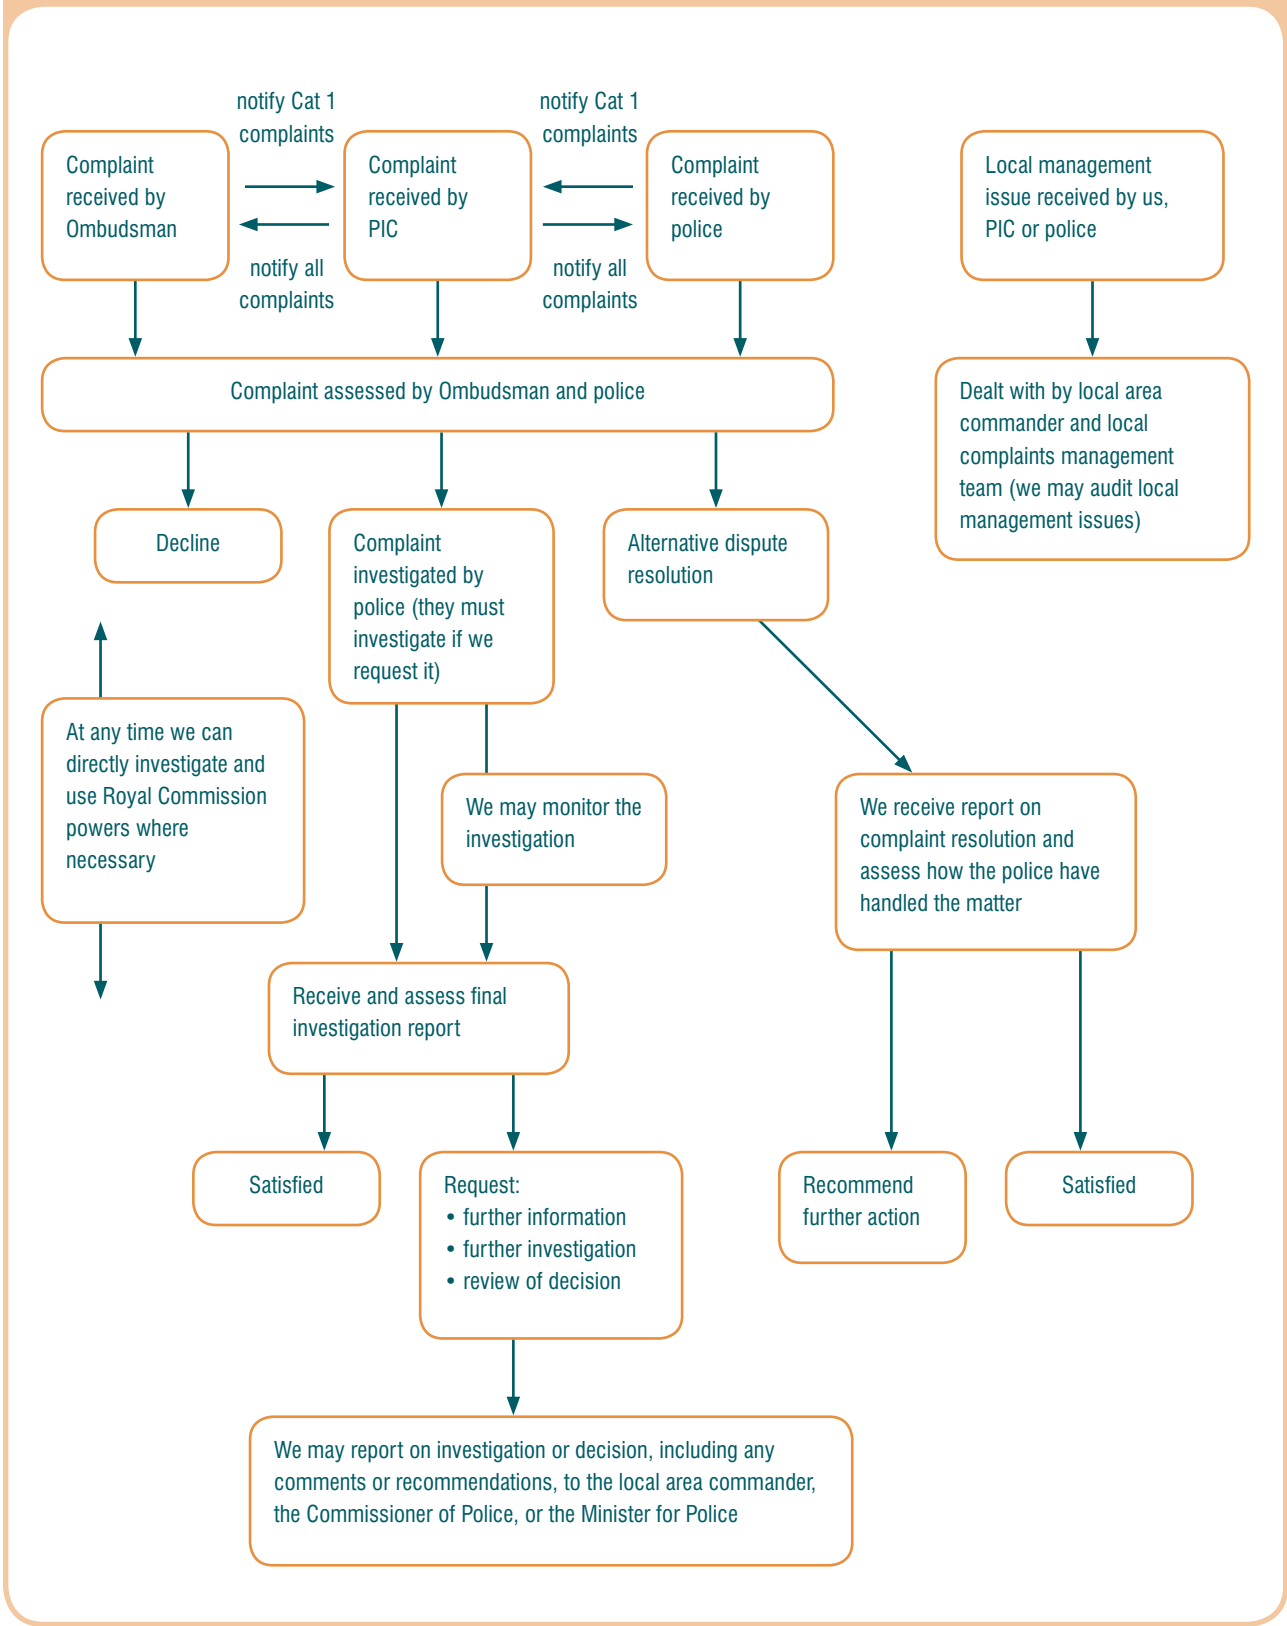 notify Cat 1
complaints
notify Cat 1
complaints
Complaint
received by
Ombudsman
Complaint
received by
PIC
Complaint
received by
police
Local management
issue received by us,
PIC or police
notify all
complaints
notify all
complaints
Complaint assessed by Ombudsman and police
Dealt with by local area
commander and local
complaints management
team (we may audit local
management issues)
Decline
Complaint
investigated by
police (they must
investigate if we
request it)
Alternative dispute
resolution
At any time we can
directly investigate and
use Royal Commission
powers where
necessary
We may monitor the
investigation
We receive report on
complaint resolution and
assess how the police have
handled the matter
Receive and assess final
investigation report
Satisfied
Request:
• further information
• further investigation
• review of decision
Recommend
further action
Satisfied
We may report on investigation or decision, including any
comments or recommendations, to the local area commander,
the Commissioner of Police, or the Minister for Police